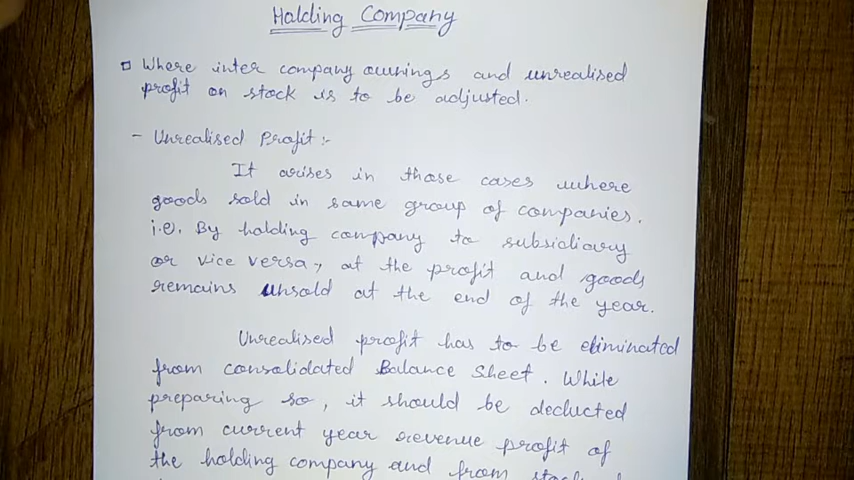 Holding Company
Where inter company ownings and unrealised
profit on stock is to be adjusted.
- Unrealised Profit :-
It arises in those cases where
goods sold in same group of companies.
i.e. By holding company to subsidiary
or vice versa, at the profit and goods
remains unsold at the end of the year.
Unrealised profit has to be eliminated
from consolidated Balance Sheet. While
preparing so, it should be deducted
from current year revenue profit of
the holding company and from